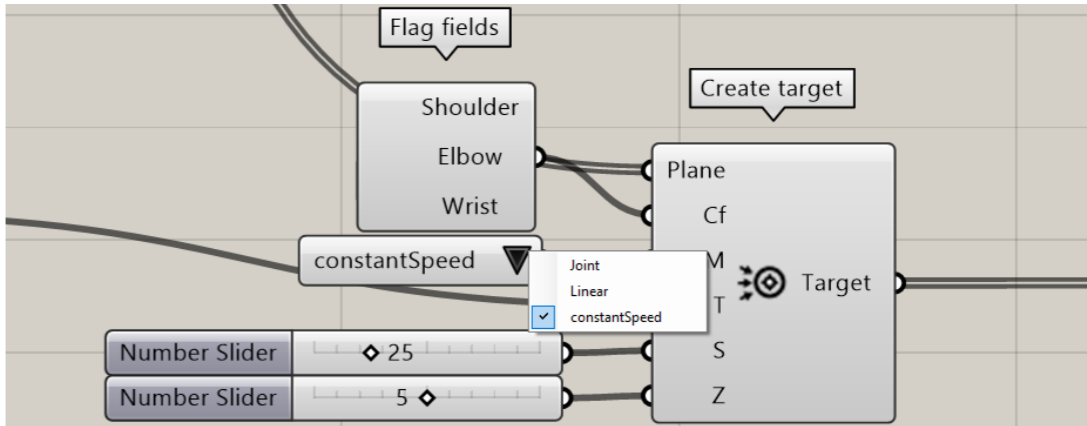 Flag fields
Create target
Shoulder
Elbow
Wrist
constantSpeed
Joint
Linear
constantSpeed
Plane
Cf
M
T
S
Z
Target
Number Slider 25
Number Slider 5